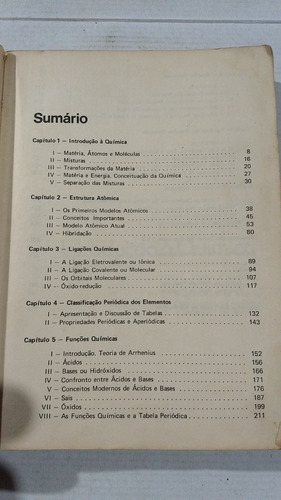 Sumário
Capítulo 1 — Introdução à Química
I — Matéria, Átomos e Moléculas 8
II — Misturas 16
III — Transformações da Matéria 20
IV — Matéria e Energia. Conceituação da Química 27
V — Separação das Misturas 30
Capítulo 2 — Estrutura Atômica
I — Os Primeiros Modelos Atômicos 38
II — Conceitos Importantes 45
III — Modelo Atômico Atual 53
IV — Hibridação 80
Capítulo 3 — Ligações Químicas
I — A Ligação Eletrovalente ou Iônica 89
II — A Ligação Covalente ou Molecular 94
III — Os Orbitais Moleculares 107
IV — Óxido-redução 117
Capítulo 4 — Classificação Periódica dos Elementos
I — Apresentação e Discussão de Tabelas 132
II — Propriedades Periódicas e Aperiódicas 143
Capítulo 5 — Funções Químicas
I — Introdução. Teoria de Arrhenius 152
II — Ácidos 156
III — Bases ou Hidróxidos 166
IV — Confronto entre Ácidos e Bases 171
V — Conceitos Modernos de Ácidos e Bases 176
VI — Sais 187
VII — Óxidos 199
VIII — As Funções Químicas e a Tabela Periódica 211